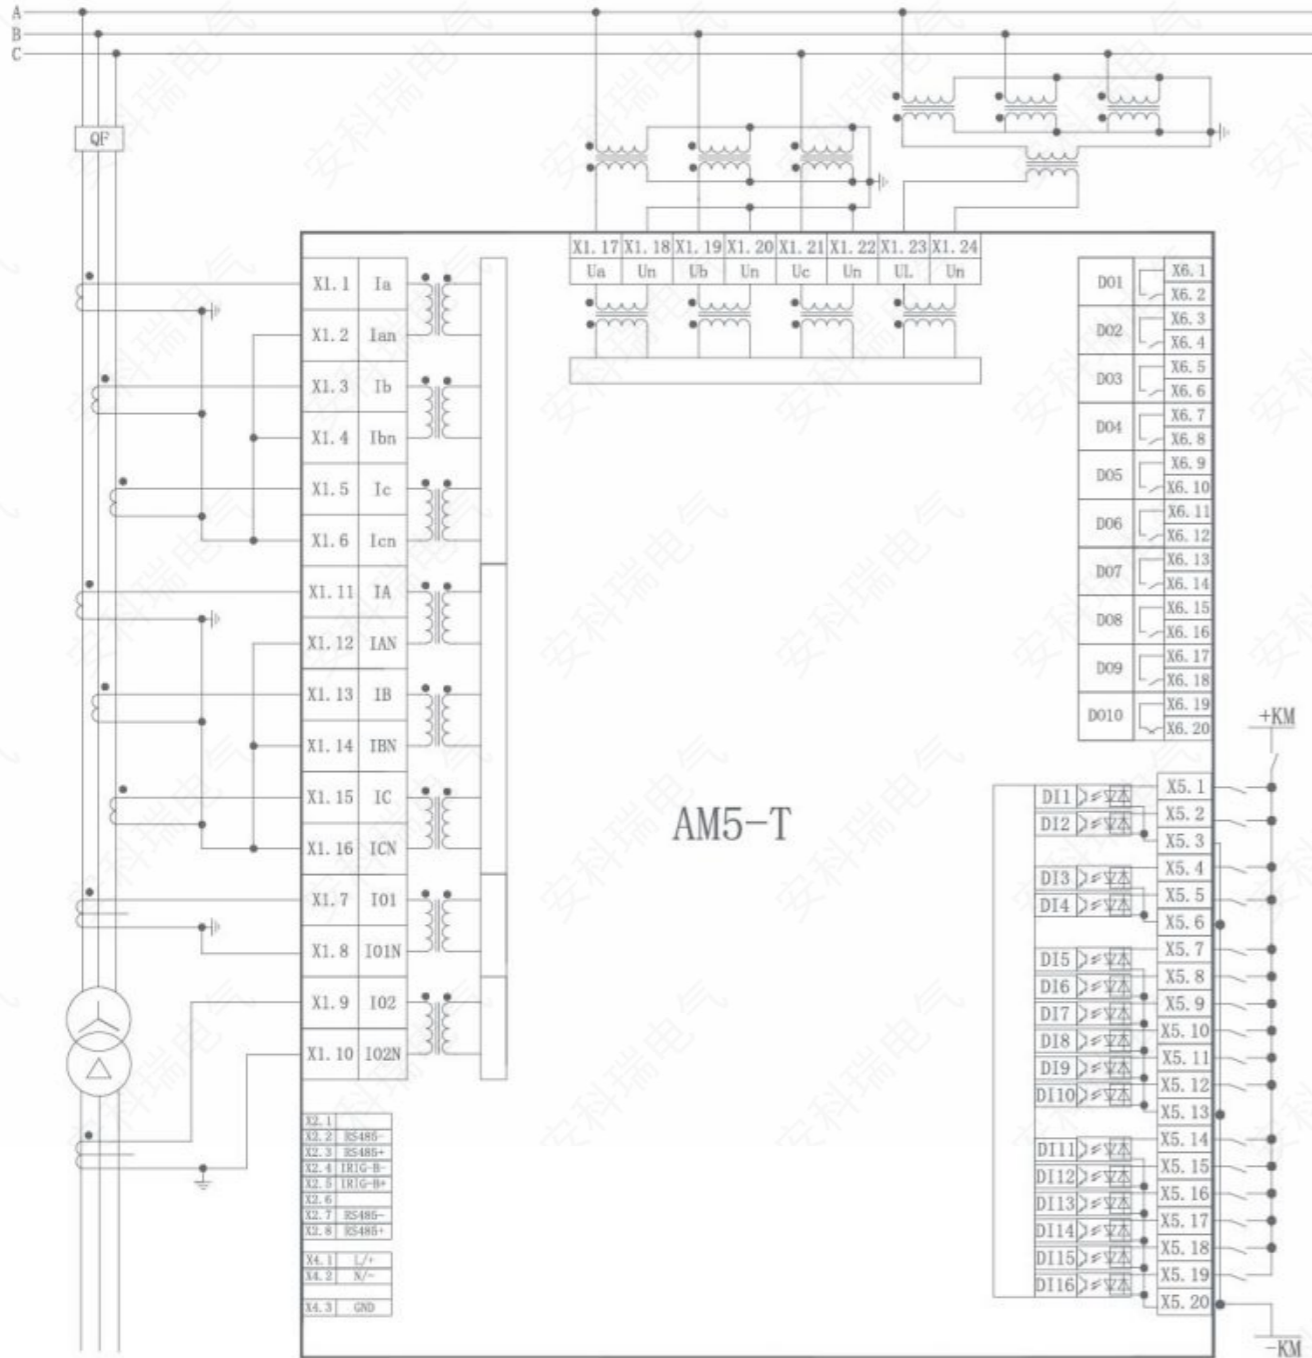 A
B
C
QF
X1.17 X1.18 X1.19 X1.20 X1.21 X1.22 X1.23 X1.24
Ua Un Ub Un Uc Un UL Un
X1.1 Ia
X1.2 Ian
X1.3 Ib
X1.4 Ibn
X1.5 Ic
X1.6 Icn
X1.11 IA
X1.12 IAN
X1.13 IB
X1.14 IBN
X1.15 IC
X1.16 ICN
X1.7 IO1
X1.8 IO1N
X1.9 IO2
X1.10 IO2N
X2.1
X2.2 RS485-
X2.3 RS485+
X2.4 IRIG-B-
X2.5 IRIG-B+
X2.6
X2.7 RS485-
X2.8 RS485+
X4.1 L/+
X4.2 N/-
X4.3 GND
AM5-T
DO1 X6.1
X6.2
DO2 X6.3
X6.4
DO3 X6.5
X6.6
DO4 X6.7
X6.8
DO5 X6.9
X6.10
DO6 X6.11
X6.12
DO7 X6.13
X6.14
DO8 X6.15
X6.16
DO9 X6.17
X6.18
DO10 X6.19
X6.20
+KM
DI1 X5.1
DI2 X5.2
X5.3
X5.4
DI3 X5.5
DI4 X5.6
X5.7
DI5 X5.8
DI6 X5.9
DI7 X5.10
DI8 X5.11
DI9 X5.12
DI10 X5.13
X5.14
DI11 X5.15
DI12 X5.16
DI13 X5.17
DI14 X5.18
DI15 X5.19
DI16 X5.20
-KM
安科瑞电气